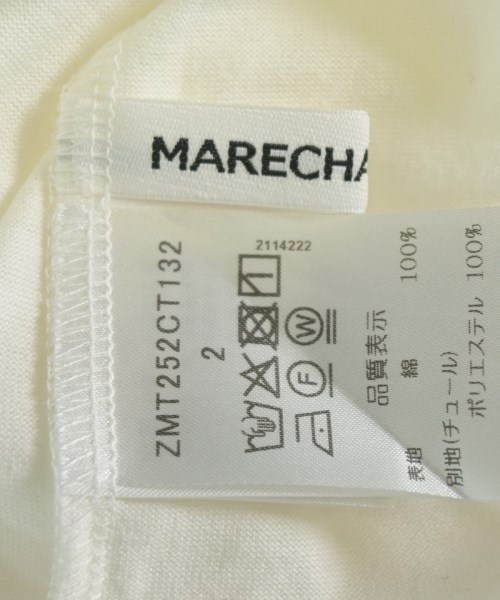 MARECHA
ZMT252CT132
2
2114222
W
F
品質表示
表地 綿 100%
別地(チュール)
ポリエステル 100%